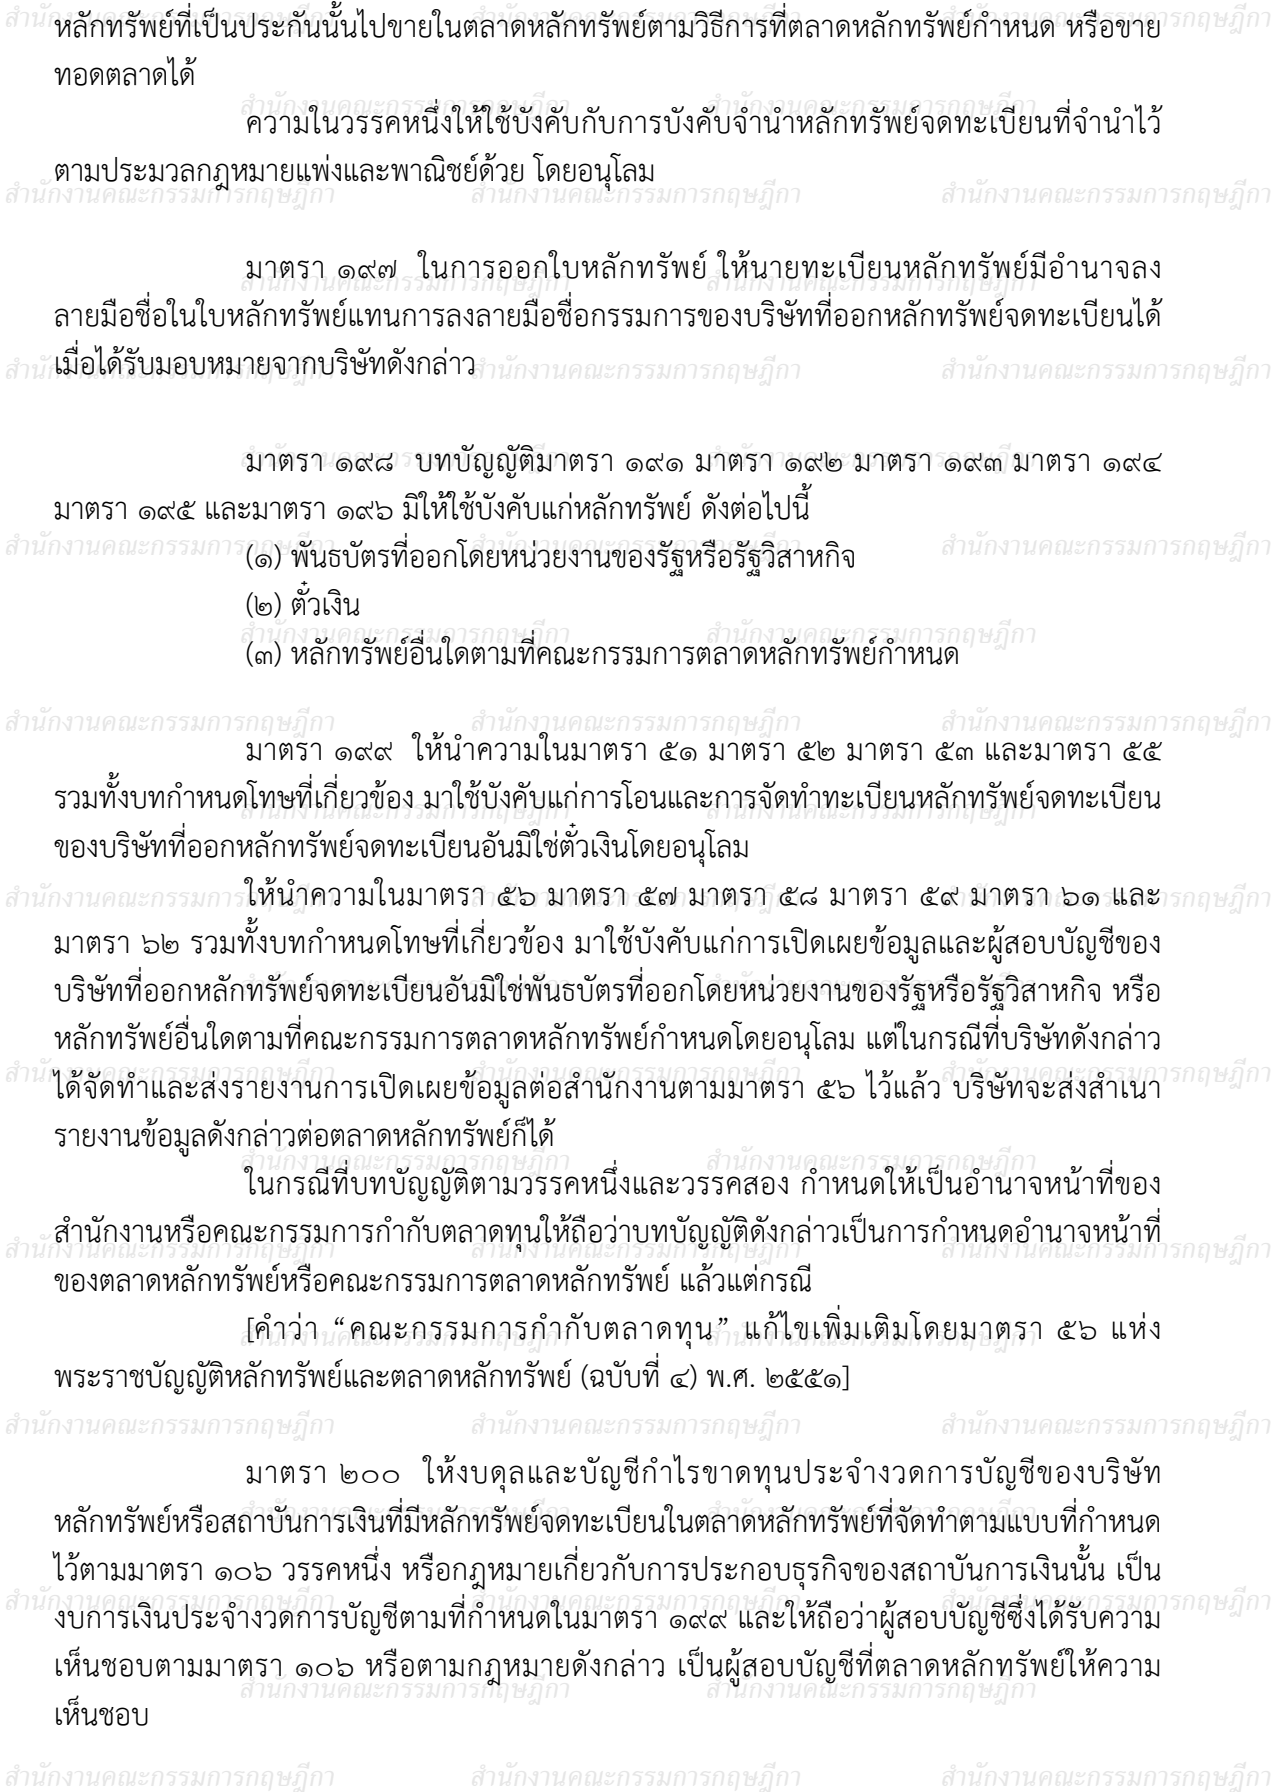 หลักทรัพย์ที่เป็นประกันนั้นไปขายในตลาดหลักทรัพย์ตามวิธีการที่ตลาดหลักทรัพย์กำหนด หรือขาย
ทอดตลาดได้
ความในวรรคหนึ่งให้ใช้บังคับกับการบังคับจำนำหลักทรัพย์จดทะเบียนที่จำนำไว้
ตามประมวลกฎหมายแพ่งและพาณิชย์ด้วย โดยอนุโลม
มาตรา ๑๙๗ ในการออกใบหลักทรัพย์ ให้นายทะเบียนหลักทรัพย์มีอำนาจลง
ลายมือชื่อในใบหลักทรัพย์แทนการลงลายมือชื่อกรรมการของบริษัทที่ออกหลักทรัพย์จดทะเบียนได้
เมื่อได้รับมอบหมายจากบริษัทดังกล่าว
มาตรา ๑๙๘ บทบัญญัติมาตรา ๑๙๑ มาตรา ๑๙๒ มาตรา ๑๙๓ มาตรา ๑๙๔
มาตรา ๑๙๕ และมาตรา ๑๙๖ มิให้ใช้บังคับแก่หลักทรัพย์ ดังต่อไปนี้
(๑) พันธบัตรที่ออกโดยหน่วยงานของรัฐหรือรัฐวิสาหกิจ
(๒) ตั๋วเงิน
(๓) หลักทรัพย์อื่นใดตามที่คณะกรรมการตลาดหลักทรัพย์กำหนด
มาตรา ๑๙๙ ให้นำความในมาตรา ๕๑ มาตรา ๕๒ มาตรา ๕๓ และมาตรา ๕๕
รวมทั้งบทกำหนดโทษที่เกี่ยวข้อง มาใช้บังคับแก่การโอนและการจัดทำทะเบียนหลักทรัพย์จดทะเบียน
ของบริษัทที่ออกหลักทรัพย์จดทะเบียนอันมิใช่ตั๋วเงินโดยอนุโลม
ให้นำความในมาตรา ๕๖ มาตรา ๕๗ มาตรา ๕๘ มาตรา ๕๙ มาตรา ๖๑ และ
มาตรา ๖๒ รวมทั้งบทกำหนดโทษที่เกี่ยวข้อง มาใช้บังคับแก่การเปิดเผยข้อมูลและผู้สอบบัญชีของ
บริษัทที่ออกหลักทรัพย์จดทะเบียนอันมิใช่พันธบัตรที่ออกโดยหน่วยงานของรัฐหรือรัฐวิสาหกิจ หรือ
หลักทรัพย์อื่นใดตามที่คณะกรรมการตลาดหลักทรัพย์กำหนดโดยอนุโลม แต่ในกรณีที่บริษัทดังกล่าว
ได้จัดทำและส่งรายงานการเปิดเผยข้อมูลต่อสำนักงานตามมาตรา ๕๖ ไว้แล้ว บริษัทจะส่งสำเนา
รายงานข้อมูลดังกล่าวต่อตลาดหลักทรัพย์ก็ได้
ในกรณีที่บทบัญญัติตามวรรคหนึ่งและวรรคสอง กำหนดให้เป็นอำนาจหน้าที่ของ
สำนักงานหรือคณะกรรมการกำกับตลาดทุนให้ถือว่าบทบัญญัติดังกล่าวเป็นการกำหนดอำนาจหน้าที่
ของตลาดหลักทรัพย์หรือคณะกรรมการตลาดหลักทรัพย์ แล้วแต่กรณี
[คำว่า “คณะกรรมการกำกับตลาดทุน” แก้ไขเพิ่มเติมโดยมาตรา ๕๖ แห่ง
พระราชบัญญัติหลักทรัพย์และตลาดหลักทรัพย์ (ฉบับที่ ๔) พ.ศ. ๒๕๕๑]
มาตรา ๒๐๐ ให้งบดุลและบัญชีกำไรขาดทุนประจำงวดการบัญชีของบริษัท
หลักทรัพย์หรือสถาบันการเงินที่มีหลักทรัพย์จดทะเบียนในตลาดหลักทรัพย์ที่จัดทำตามแบบที่กำหนด
ไว้ตามมาตรา ๑๐๖ วรรคหนึ่ง หรือกฎหมายเกี่ยวกับการประกอบธุรกิจของสถาบันการเงินนั้น เป็น
งบการเงินประจำงวดการบัญชีตามที่กำหนดในมาตรา ๑๙๙ และให้ถือว่าผู้สอบบัญชีซึ่งได้รับความ
เห็นชอบตามมาตรา ๑๐๖ หรือตามกฎหมายดังกล่าว เป็นผู้สอบบัญชีที่ตลาดหลักทรัพย์ให้ความ
เห็นชอบ
สำนักงานคณะกรรมการกฤษฎีกา สำนักงานคณะกรรมการกฤษฎีกา สำนักงานคณะกรรมการกฤษฎีกา